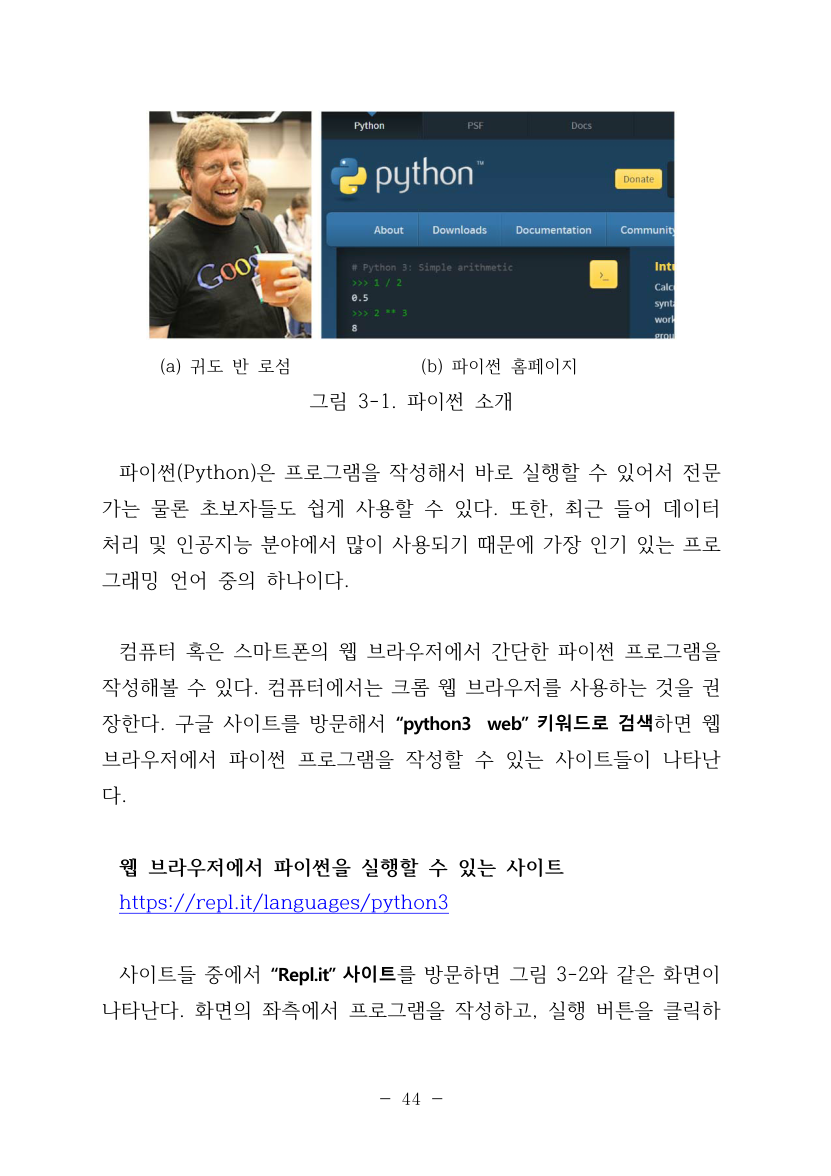 Google
Python PSF Docs
python™
Donate
About Downloads Documentation Community
# Python 3: Simple arithmetic
>>> 1 / 2
0.5
>>> 2 ** 3
8
>_
(a) 귀도 반 로섬 (b) 파이썬 홈페이지
그림 3-1. 파이썬 소개
파이썬(Python)은 프로그램을 작성해서 바로 실행할 수 있어서 전문
가는 물론 초보자들도 쉽게 사용할 수 있다. 또한, 최근 들어 데이터
처리 및 인공지능 분야에서 많이 사용되기 때문에 가장 인기 있는 프로
그래밍 언어 중의 하나이다.
컴퓨터 혹은 스마트폰의 웹 브라우저에서 간단한 파이썬 프로그램을
작성해볼 수 있다. 컴퓨터에서는 크롬 웹 브라우저를 사용하는 것을 권
장한다. 구글 사이트를 방문해서 “python3 web” 키워드로 검색하면 웹
브라우저에서 파이썬 프로그램을 작성할 수 있는 사이트들이 나타난
다.
웹 브라우저에서 파이썬을 실행할 수 있는 사이트
https://repl.it/languages/python3
사이트들 중에서 “Repl.it” 사이트를 방문하면 그림 3-2와 같은 화면이
나타난다. 화면의 좌측에서 프로그램을 작성하고, 실행 버튼을 클릭하
- 44 -